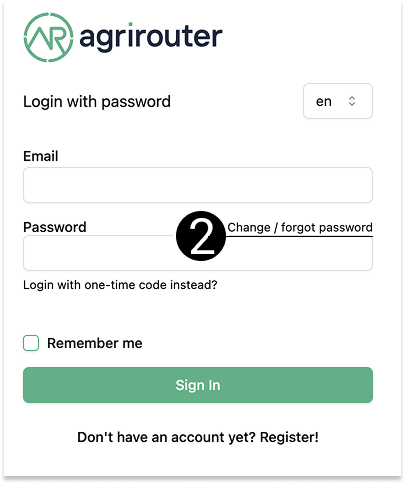 AR agrirouter
Login with password
en
Email
Password
2
Change / forgot password
Login with one-time code instead?
Remember me
Sign In
Don't have an account yet? Register!